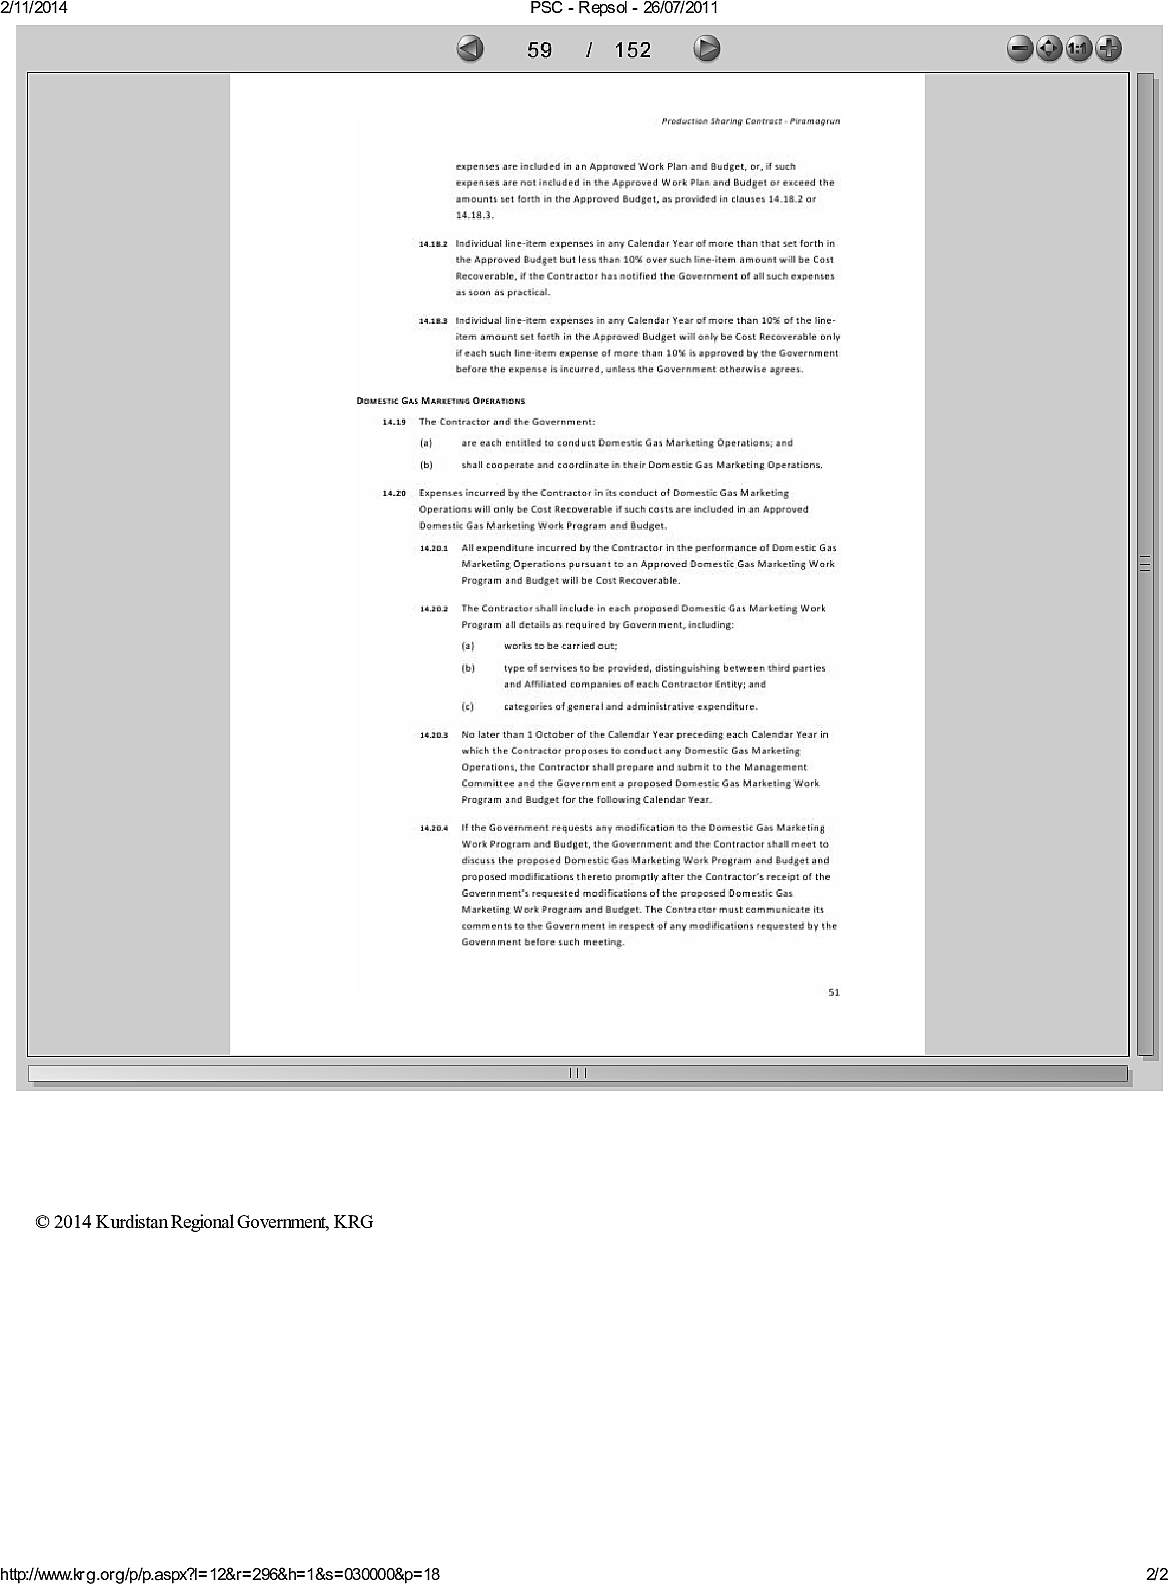 2/11/2014
PSC - Repsol - 26/07/2011
59 / 152
1:1
Production Sharing Contract - Piramagrun
expenses are included in an Approved Work Plan and Budget, or, if such
expenses are not included in the Approved Work Plan and Budget or exceed the
amounts set forth in the Approved Budget, as provided in clauses 14.18.2 or
14.18.3.
14.18.2 Individual line-item expenses in any Calendar Year of more than that set forth in
the Approved Budget but less than 10% over such line-item amount will be Cost
Recoverable, if the Contractor has notified the Government of all such expenses
as soon as practical.
14.18.3 Individual line-item expenses in any Calendar Year of more than 10% of the line-
item amount set forth in the Approved Budget will only be Cost Recoverable only
if each such line-item expense of more than 10% is approved by the Government
before the expense is incurred, unless the Government otherwise agrees.
DOMESTIC GAS MARKETING OPERATIONS
14.19 The Contractor and the Government:
(a) are each entitled to conduct Domestic Gas Marketing Operations; and
(b) shall cooperate and coordinate in their Domestic Gas Marketing Operations.
14.20 Expenses incurred by the Contractor in its conduct of Domestic Gas Marketing
Operations will only be Cost Recoverable if such costs are included in an Approved
Domestic Gas Marketing Work Program and Budget.
14.20.1 All expenditure incurred by the Contractor in the performance of Domestic Gas
Marketing Operations pursuant to an Approved Domestic Gas Marketing Work
Program and Budget will be Cost Recoverable.
14.20.2 The Contractor shall include in each proposed Domestic Gas Marketing Work
Program all details as required by Government, including:
(a) works to be carried out;
(b) type of services to be provided, distinguishing between third parties
and Affiliated companies of each Contractor Entity; and
(c) categories of general and administrative expenditure.
14.20.3 No later than 1 October of the Calendar Year preceding each Calendar Year in
which the Contractor proposes to conduct any Domestic Gas Marketing
Operations, the Contractor shall prepare and submit to the Management
Committee and the Government a proposed Domestic Gas Marketing Work
Program and Budget for the following Calendar Year.
14.20.4 If the Government requests any modification to the Domestic Gas Marketing
Work Program and Budget, the Government and the Contractor shall meet to
discuss the proposed Domestic Gas Marketing Work Program and Budget and
proposed modifications thereto promptly after the Contractor's receipt of the
Government's requested modifications of the proposed Domestic Gas
Marketing Work Program and Budget. The Contractor must communicate its
comments to the Government in respect of any modifications requested by the
Government before such meeting.
51
© 2014 Kurdistan Regional Government, KRG
http://www.krg.org/p/p.aspx?l=12&r=296&h=1&s=030000&p=18
2/2